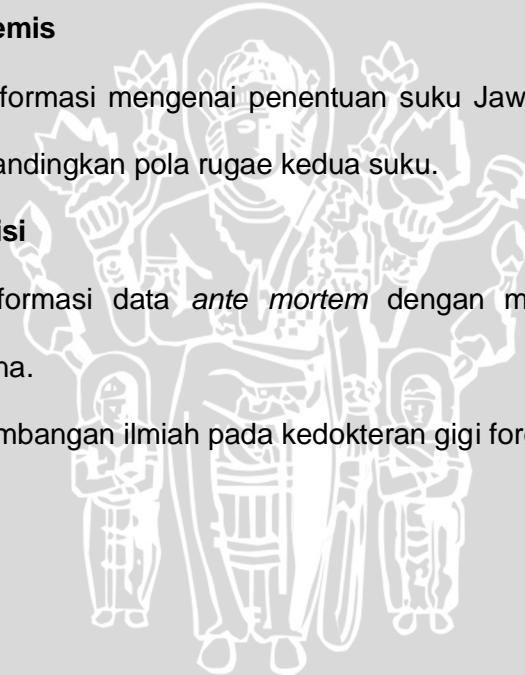 emis
formasi mengenai penentuan suku Jaw
andingkan pola rugae kedua suku.
isi
formasi data ante mortem dengan m
na.
mbangan ilmiah pada kedokteran gigi for